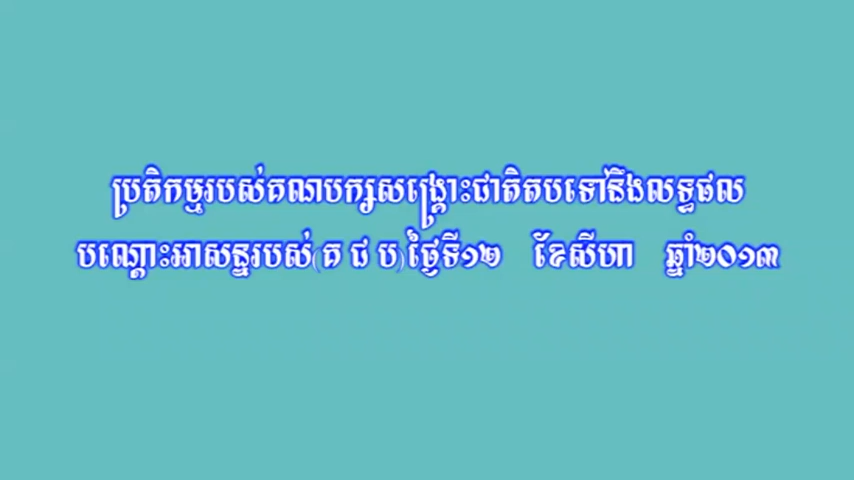 ប្រតិកម្មរបស់គណបក្សសង្គ្រោះជាតិតបទៅនឹងលទ្ធផល
បណ្ដោះអាសន្នរបស់(គ ជ ប)ថ្ងៃទី១២ ខែសីហា ឆ្នាំ២០១៣